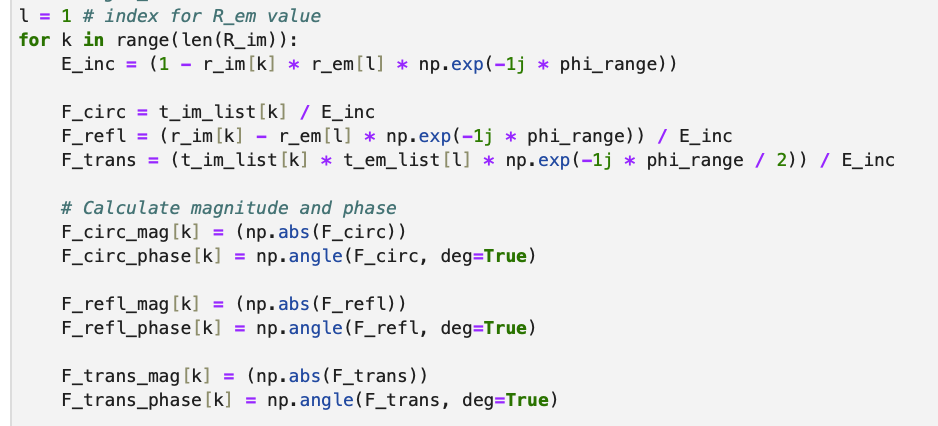 l = 1 # index for R_em value
for k in range(len(R_im)):
    E_inc = (1 - r_im[k] * r_em[l] * np.exp(-1j * phi_range))
    F_circ = t_im_list[k] / E_inc
    F_refl = (r_im[k] - r_em[l] * np.exp(-1j * phi_range)) / E_inc
    F_trans = (t_im_list[k] * t_em_list[l] * np.exp(-1j * phi_range / 2)) / E_inc
    # Calculate magnitude and phase
    F_circ_mag[k] = (np.abs(F_circ))
    F_circ_phase[k] = np.angle(F_circ, deg=True)
    F_refl_mag[k] = (np.abs(F_refl))
    F_refl_phase[k] = np.angle(F_refl, deg=True)
    F_trans_mag[k] = (np.abs(F_trans))
    F_trans_phase[k] = np.angle(F_trans, deg=True)